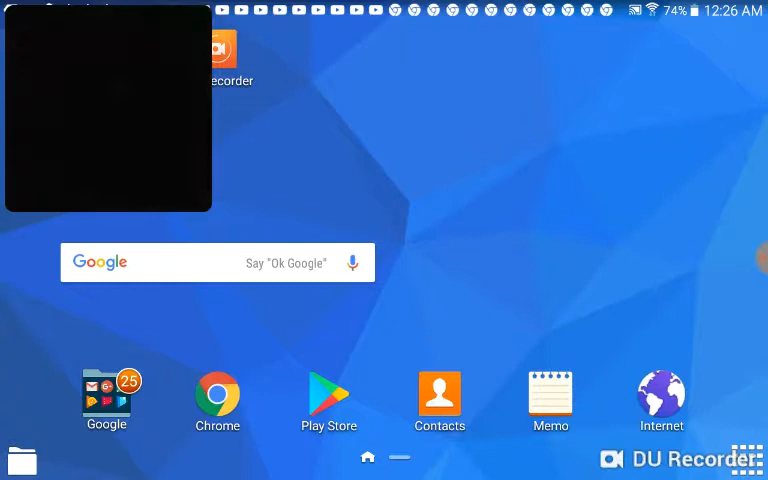 74% 12:26 AM
ecorder
Google Say "Ok Google"
25
Google Chrome Play Store Contacts Memo Internet
DU Recorder